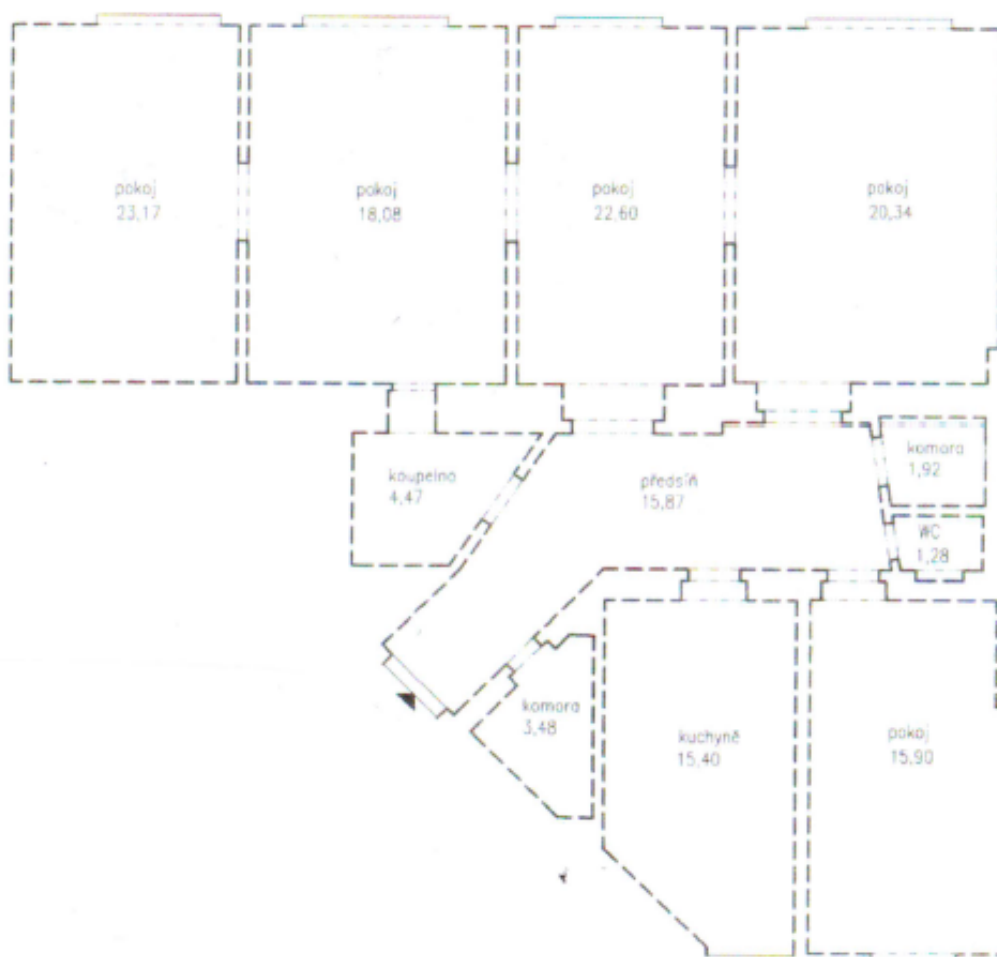 pokoj
23,17
pokoj
18,08
pokoj
22,60
pokoj
20,34
koupelna
4,47
předsíň
15,87
komora
1,92
WC
1,28
komora
3,48
kuchyně
15,40
pokoj
15,90